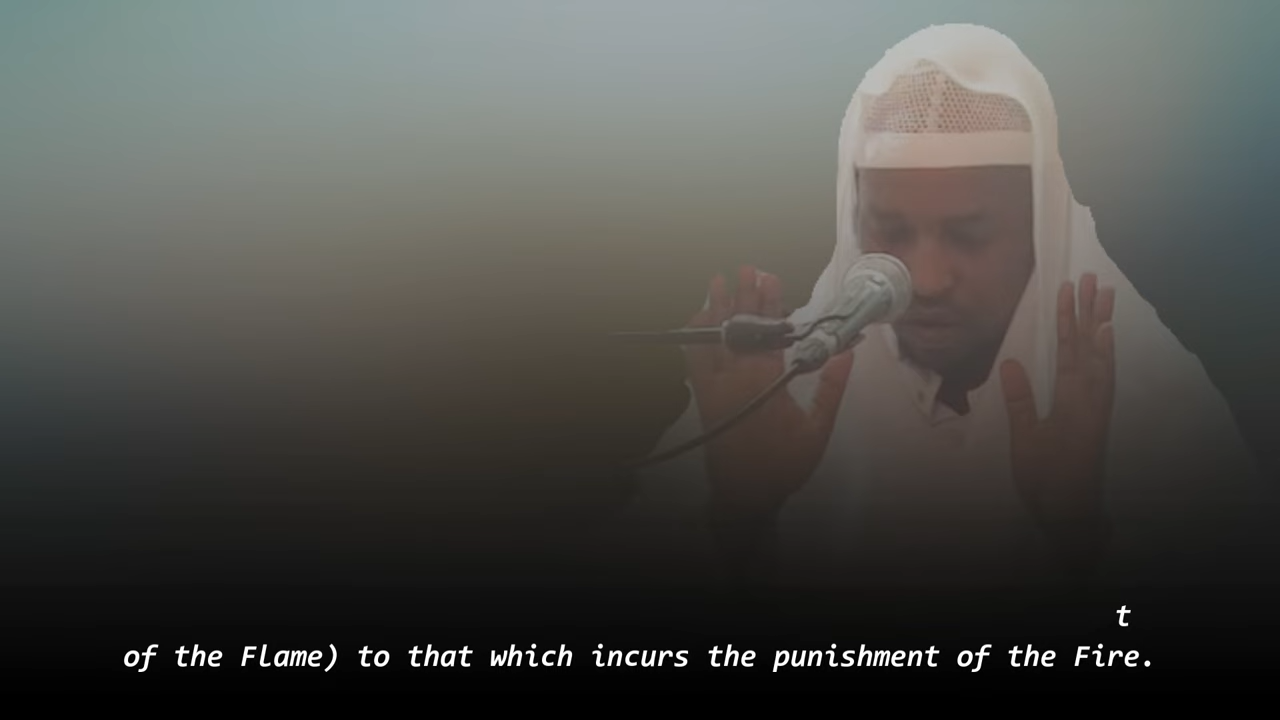 t
of the Flame) to that which incurs the punishment of the Fire.